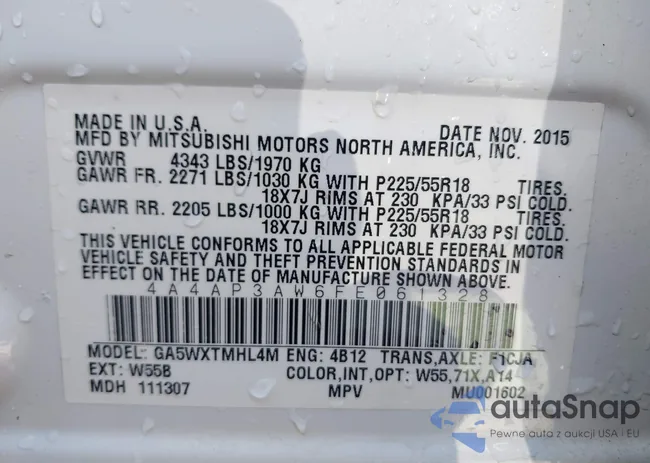 MADE IN U.S.A. DATE NOV. 2015
MFD BY MITSUBISHI MOTORS NORTH AMERICA, INC.
GVWR 4343 LBS/1970 KG
GAWR FR. 2271 LBS/1030 KG WITH P225/55R18 TIRES.
18X7J RIMS AT 230 KPA/33 PSI COLD.
GAWR RR. 2205 LBS/1000 KG WITH P225/55R18 TIRES.
18X7J RIMS AT 230 KPA/33 PSI COLD.
THIS VEHICLE CONFORMS TO ALL APPLICABLE FEDERAL MOTOR
VEHICLE SAFETY AND THEFT PREVENTION STANDARDS IN
EFFECT ON THE DATE OF MANUFACTURE SHOWN ABOVE.
4A4AP3AW6FE061328
MODEL: GA5WXTMHL4M ENG: 4B12 TRANS,AXLE: F1CJA
EXT: W55B COLOR,INT,OPT: W55,71X,A14
MDH 111307 MPV MU001602
autoSnap
Pewne auta z aukcji USA i EU